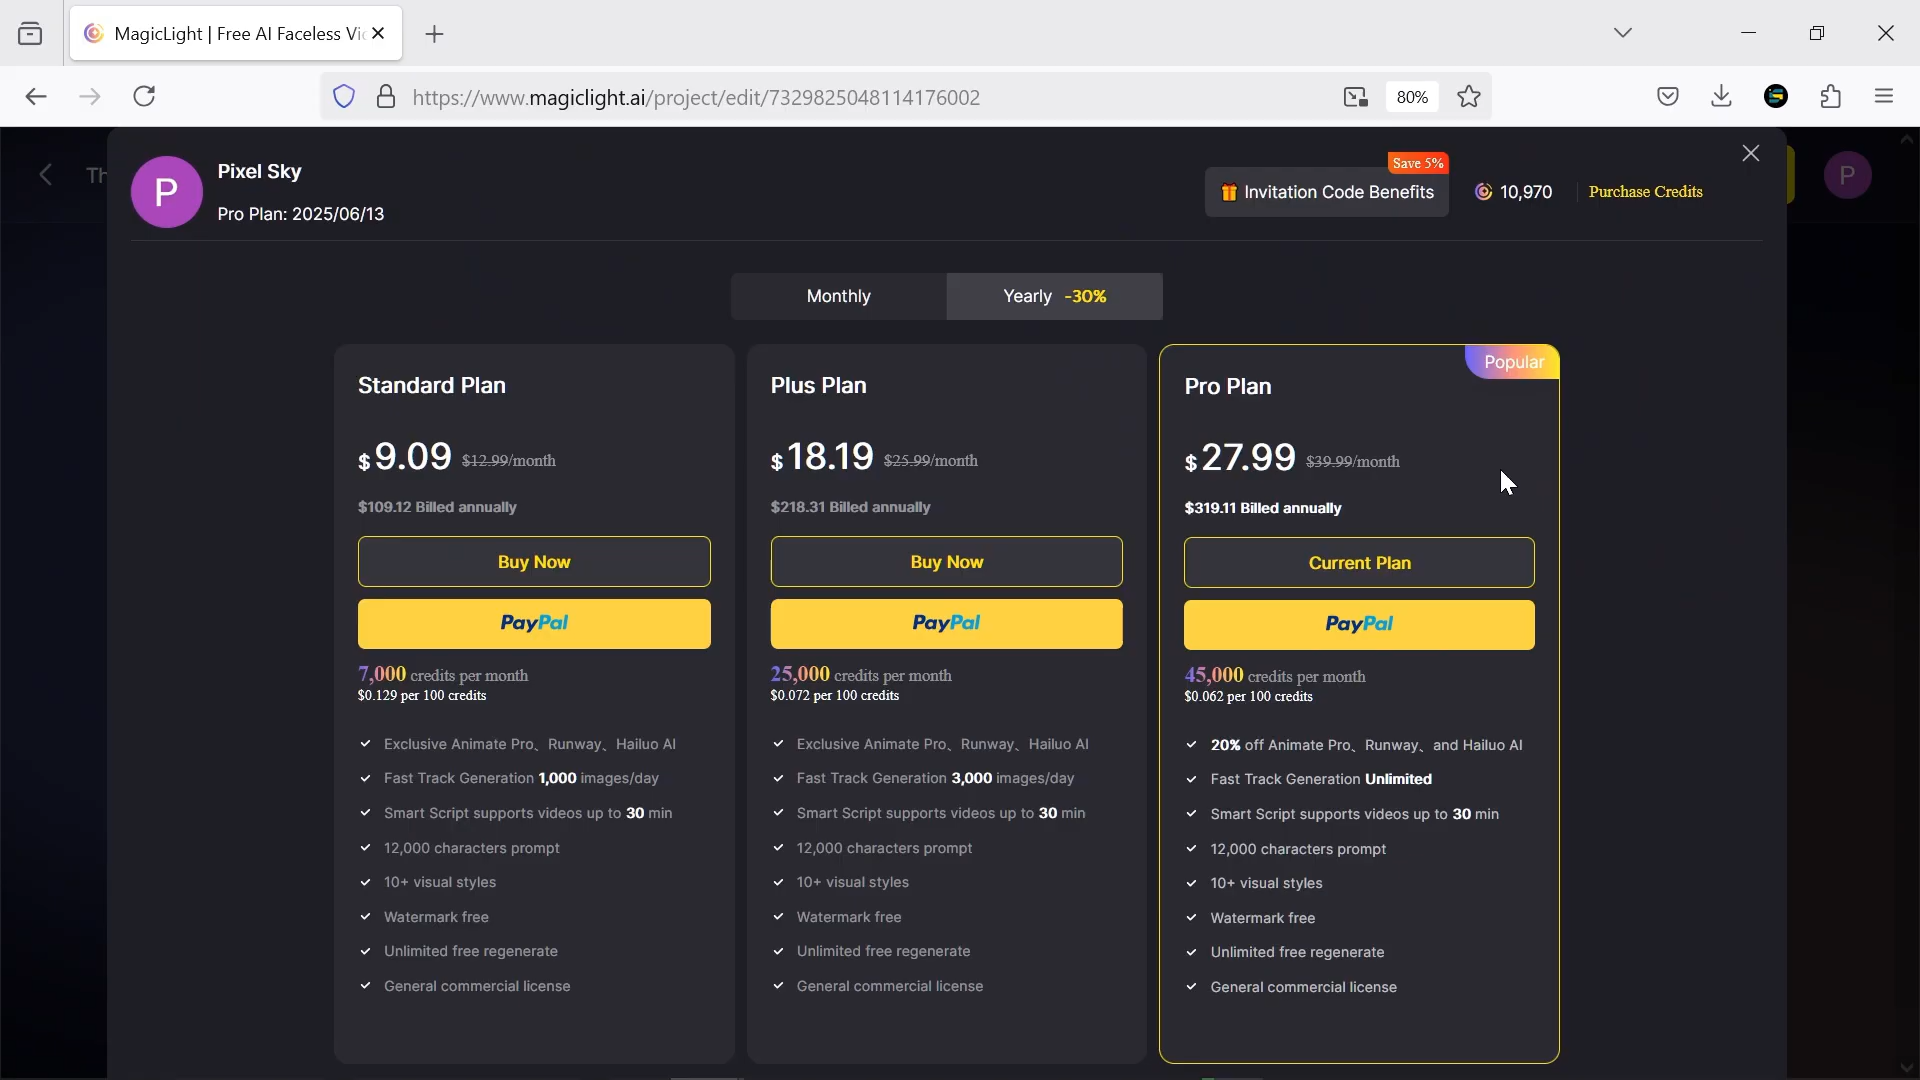 MagicLight | Free AI Faceless Vi
https://www.magiclight.ai/project/edit/7329825048114176002
80%
Th
P
Pixel Sky
Pro Plan: 2025/06/13
Save 5%
Invitation Code Benefits
10,970
Purchase Credits
P
Monthly
Yearly -30%
Standard Plan
$9.09 $12.99/month
$109.12 Billed annually
Buy Now
PayPal
7,000 credits per month
$0.129 per 100 credits
Exclusive Animate Pro、Runway、Hailuo AI
Fast Track Generation 1,000 images/day
Smart Script supports videos up to 30 min
12,000 characters prompt
10+ visual styles
Watermark free
Unlimited free regenerate
General commercial license
Plus Plan
$18.19 $25.99/month
$218.31 Billed annually
Buy Now
PayPal
25,000 credits per month
$0.072 per 100 credits
Exclusive Animate Pro、Runway、Hailuo AI
Fast Track Generation 3,000 images/day
Smart Script supports videos up to 30 min
12,000 characters prompt
10+ visual styles
Watermark free
Unlimited free regenerate
General commercial license
Popular
Pro Plan
$27.99 $39.99/month
$319.11 Billed annually
Current Plan
PayPal
45,000 credits per month
$0.062 per 100 credits
20% off Animate Pro、Runway、and Hailuo AI
Fast Track Generation Unlimited
Smart Script supports videos up to 30 min
12,000 characters prompt
10+ visual styles
Watermark free
Unlimited free regenerate
General commercial license